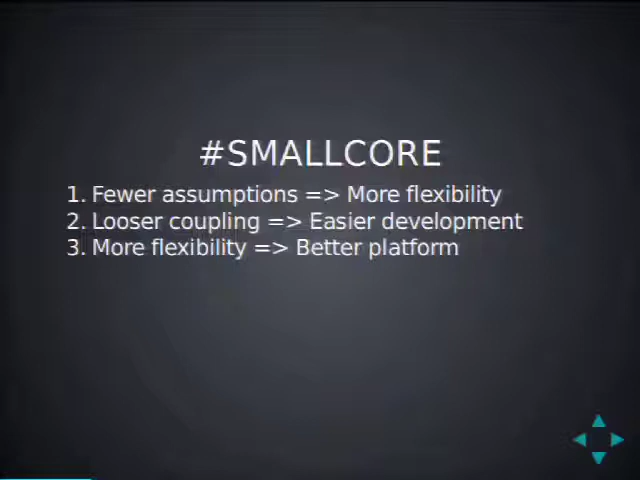 #SMALLCORE
1. Fewer assumptions => More flexibility
2. Looser coupling => Easier development
3. More flexibility => Better platform